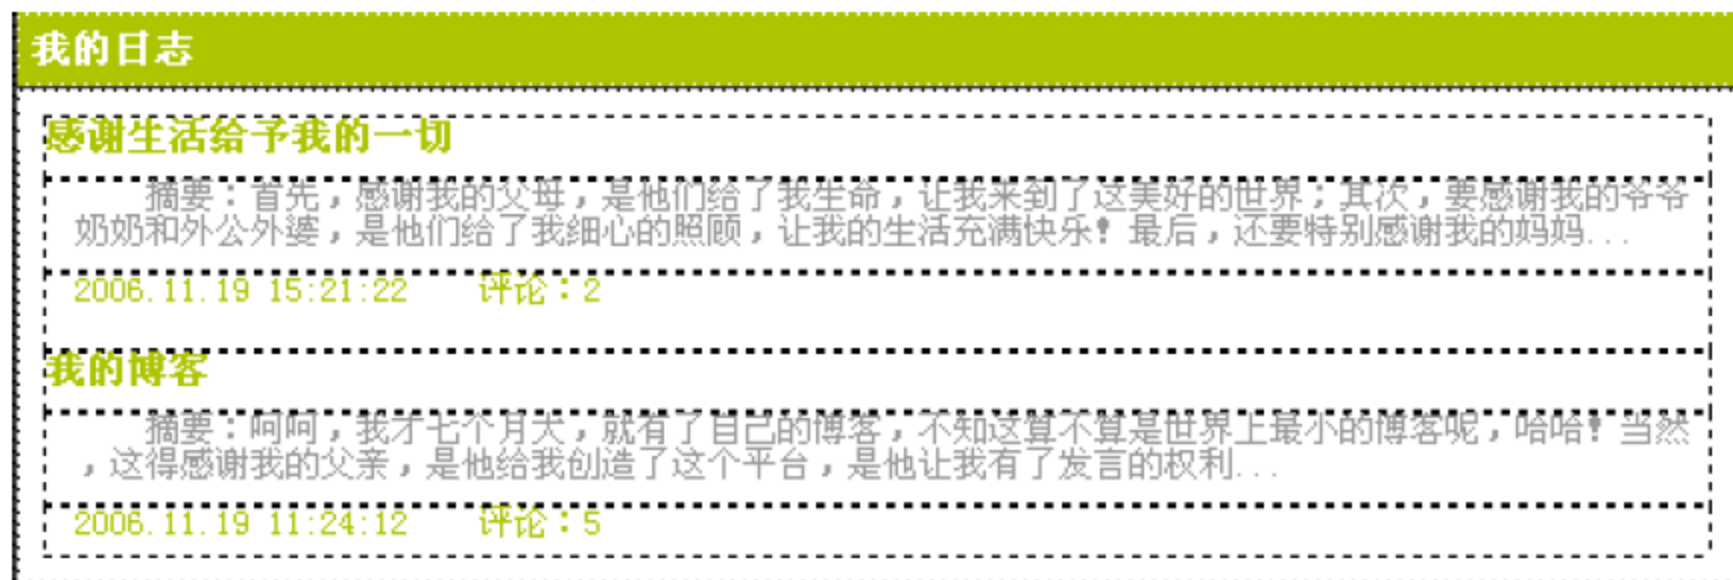 我的日志
感谢生活给予我的一切
摘要：首先，感谢我的父母，是他们给了我生命，让我来到了这美好的世界；其次，要感谢我的爷爷
奶奶和外公外婆，是他们给了我细心的照顾，让我的生活充满快乐！最后，还要特别感谢我的妈妈...
2006.11.19 15:21:22 评论：2
我的博客
摘要：呵呵，我才七个月大，就有了自己的博客，不知这算不算是世界上最小的博客呢，哈哈！当然
，这得感谢我的父亲，是他给我创造了这个平台，是他让我有了发言的权利...
2006.11.19 11:24:12 评论：5